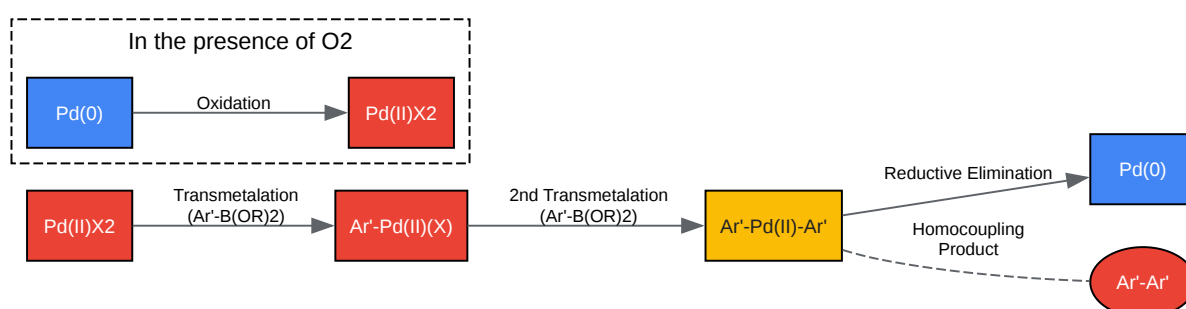 In the presence of O2
Pd(0)
Oxidation
Pd(II)X2
Pd(II)X2
Transmetalation
(Ar'-B(OR)2)
Ar'-Pd(II)(X)
2nd Transmetalation
(Ar'-B(OR)2)
Ar'-Pd(II)-Ar'
Reductive Elimination
Pd(0)
Homocoupling
Product
Ar'-Ar'